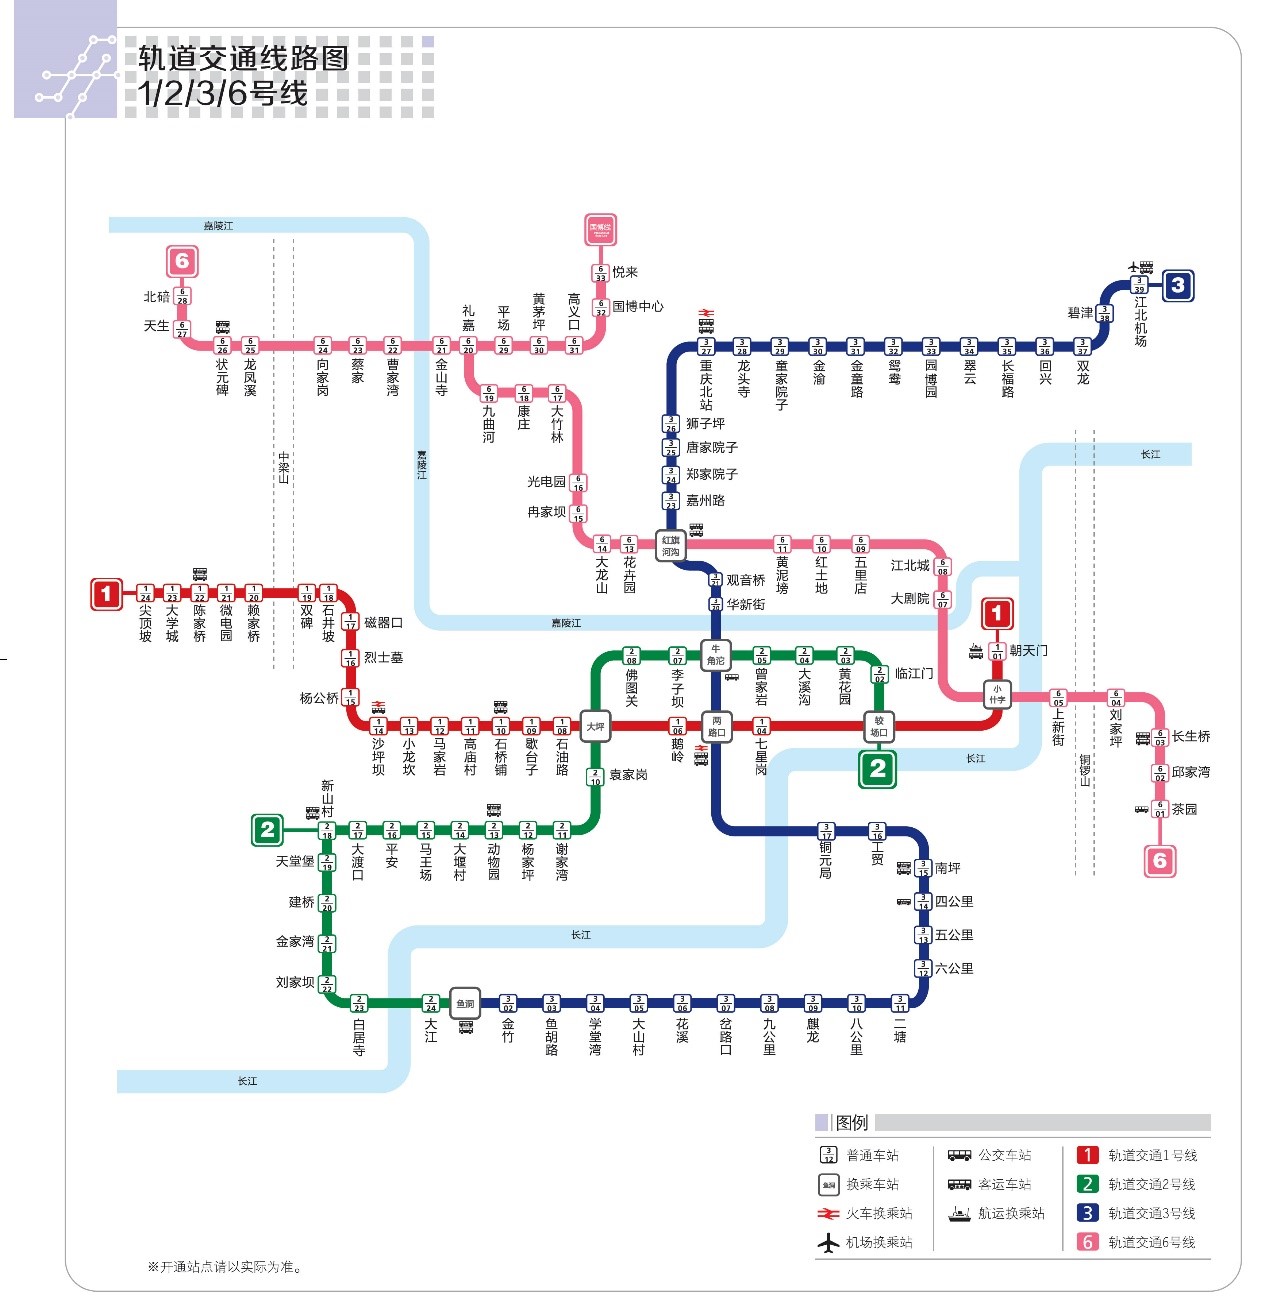 轨道交通线路图
1/2/3/6号线
嘉陵江
国博线
6
6/33 悦来
6/32 国博中心
北碚 6/28
天生 6/27
6/26 状元碑
6/25 龙凤溪
6/24 向家岗
6/23 蔡家
6/22 曹家湾
6/21 金山寺
6/20 礼嘉
6/29 平场
6/30 黄茅坪
6/31 高义口
6/19 九曲河
6/18 康庄
6/17 大竹林
光电园 6/16
冉家坝 6/15
6/14 大龙山
6/13 花卉园
红旗河沟
6/11 黄泥塝
6/10 红土地
6/09 五里店
江北城 6/08
大剧院 6/07
小什字
6/05 上新街
6/04 刘家坪
6/03 长生桥
6/02 邱家湾
6/01 茶园
6
3
3/39 江北机场
碧津 3/38
3/37 双龙
3/36 回兴
3/35 长福路
3/34 翠云
3/33 园博园
3/32 鸳鸯
3/31 金童路
3/30 金渝
3/29 童家院子
3/28 龙头寺
3/27 重庆北站
3/26 狮子坪
3/25 唐家院子
3/24 郑家院子
3/23 嘉州路
3/21 观音桥
3/20 华新街
牛角沱
两路口
3/17 铜元局
3/16 工贸
3/15 南坪
3/14 四公里
3/13 五公里
3/12 六公里
3/11 二塘
3/10 八公里
3/09 麒龙
3/08 九公里
3/07 岔路口
3/06 花溪
3/05 大山村
3/04 学堂湾
3/03 鱼胡路
3/02 金竹
鱼洞
1
1/24 尖顶坡
1/23 大学城
1/22 陈家桥
1/21 微电园
1/20 赖家桥
1/19 双碑
1/18 石井坡
1/17 磁器口
1/16 烈士墓
杨公桥 1/15
1/14 沙坪坝
1/13 小龙坎
1/12 马家岩
1/11 高庙村
1/10 石桥铺
1/09 歇台子
1/08 石油路
大坪
1/06 鹅岭
1/04 七星岗
较场口
1/01 朝天门
1
2
临江门 2/02
2/03 黄花园
2/04 大溪沟
2/05 曾家岩
2/07 李子坝
2/08 佛图关
2/10 袁家岗
2/11 谢家湾
2/12 杨家坪
2/13 动物园
2/14 大堰村
2/15 马王场
2/16 平安
2/17 大渡口
2/18 新山村
2
天堂堡 2/19
建桥 2/20
金家湾 2/21
刘家坝 2/22
2/23 白居寺
2/24 大江
中梁山
嘉陵江
嘉陵江
长江
长江
铜锣山
长江
长江
图例
3/12 普通车站
鱼洞 换乘车站
火车换乘站
机场换乘站
公交车站
客运车站
航运换乘站
1 轨道交通1号线
2 轨道交通2号线
3 轨道交通3号线
6 轨道交通6号线
※开通站点请以实际为准。